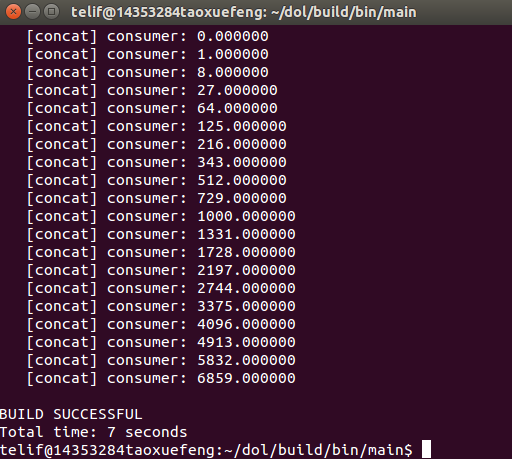 telif@14353284taoxuefeng: ~/dol/build/bin/main
[concat] consumer: 0.000000
[concat] consumer: 1.000000
[concat] consumer: 8.000000
[concat] consumer: 27.000000
[concat] consumer: 64.000000
[concat] consumer: 125.000000
[concat] consumer: 216.000000
[concat] consumer: 343.000000
[concat] consumer: 512.000000
[concat] consumer: 729.000000
[concat] consumer: 1000.000000
[concat] consumer: 1331.000000
[concat] consumer: 1728.000000
[concat] consumer: 2197.000000
[concat] consumer: 2744.000000
[concat] consumer: 3375.000000
[concat] consumer: 4096.000000
[concat] consumer: 4913.000000
[concat] consumer: 5832.000000
[concat] consumer: 6859.000000
BUILD SUCCESSFUL
Total time: 7 seconds
telif@14353284taoxuefeng:~/dol/build/bin/main$